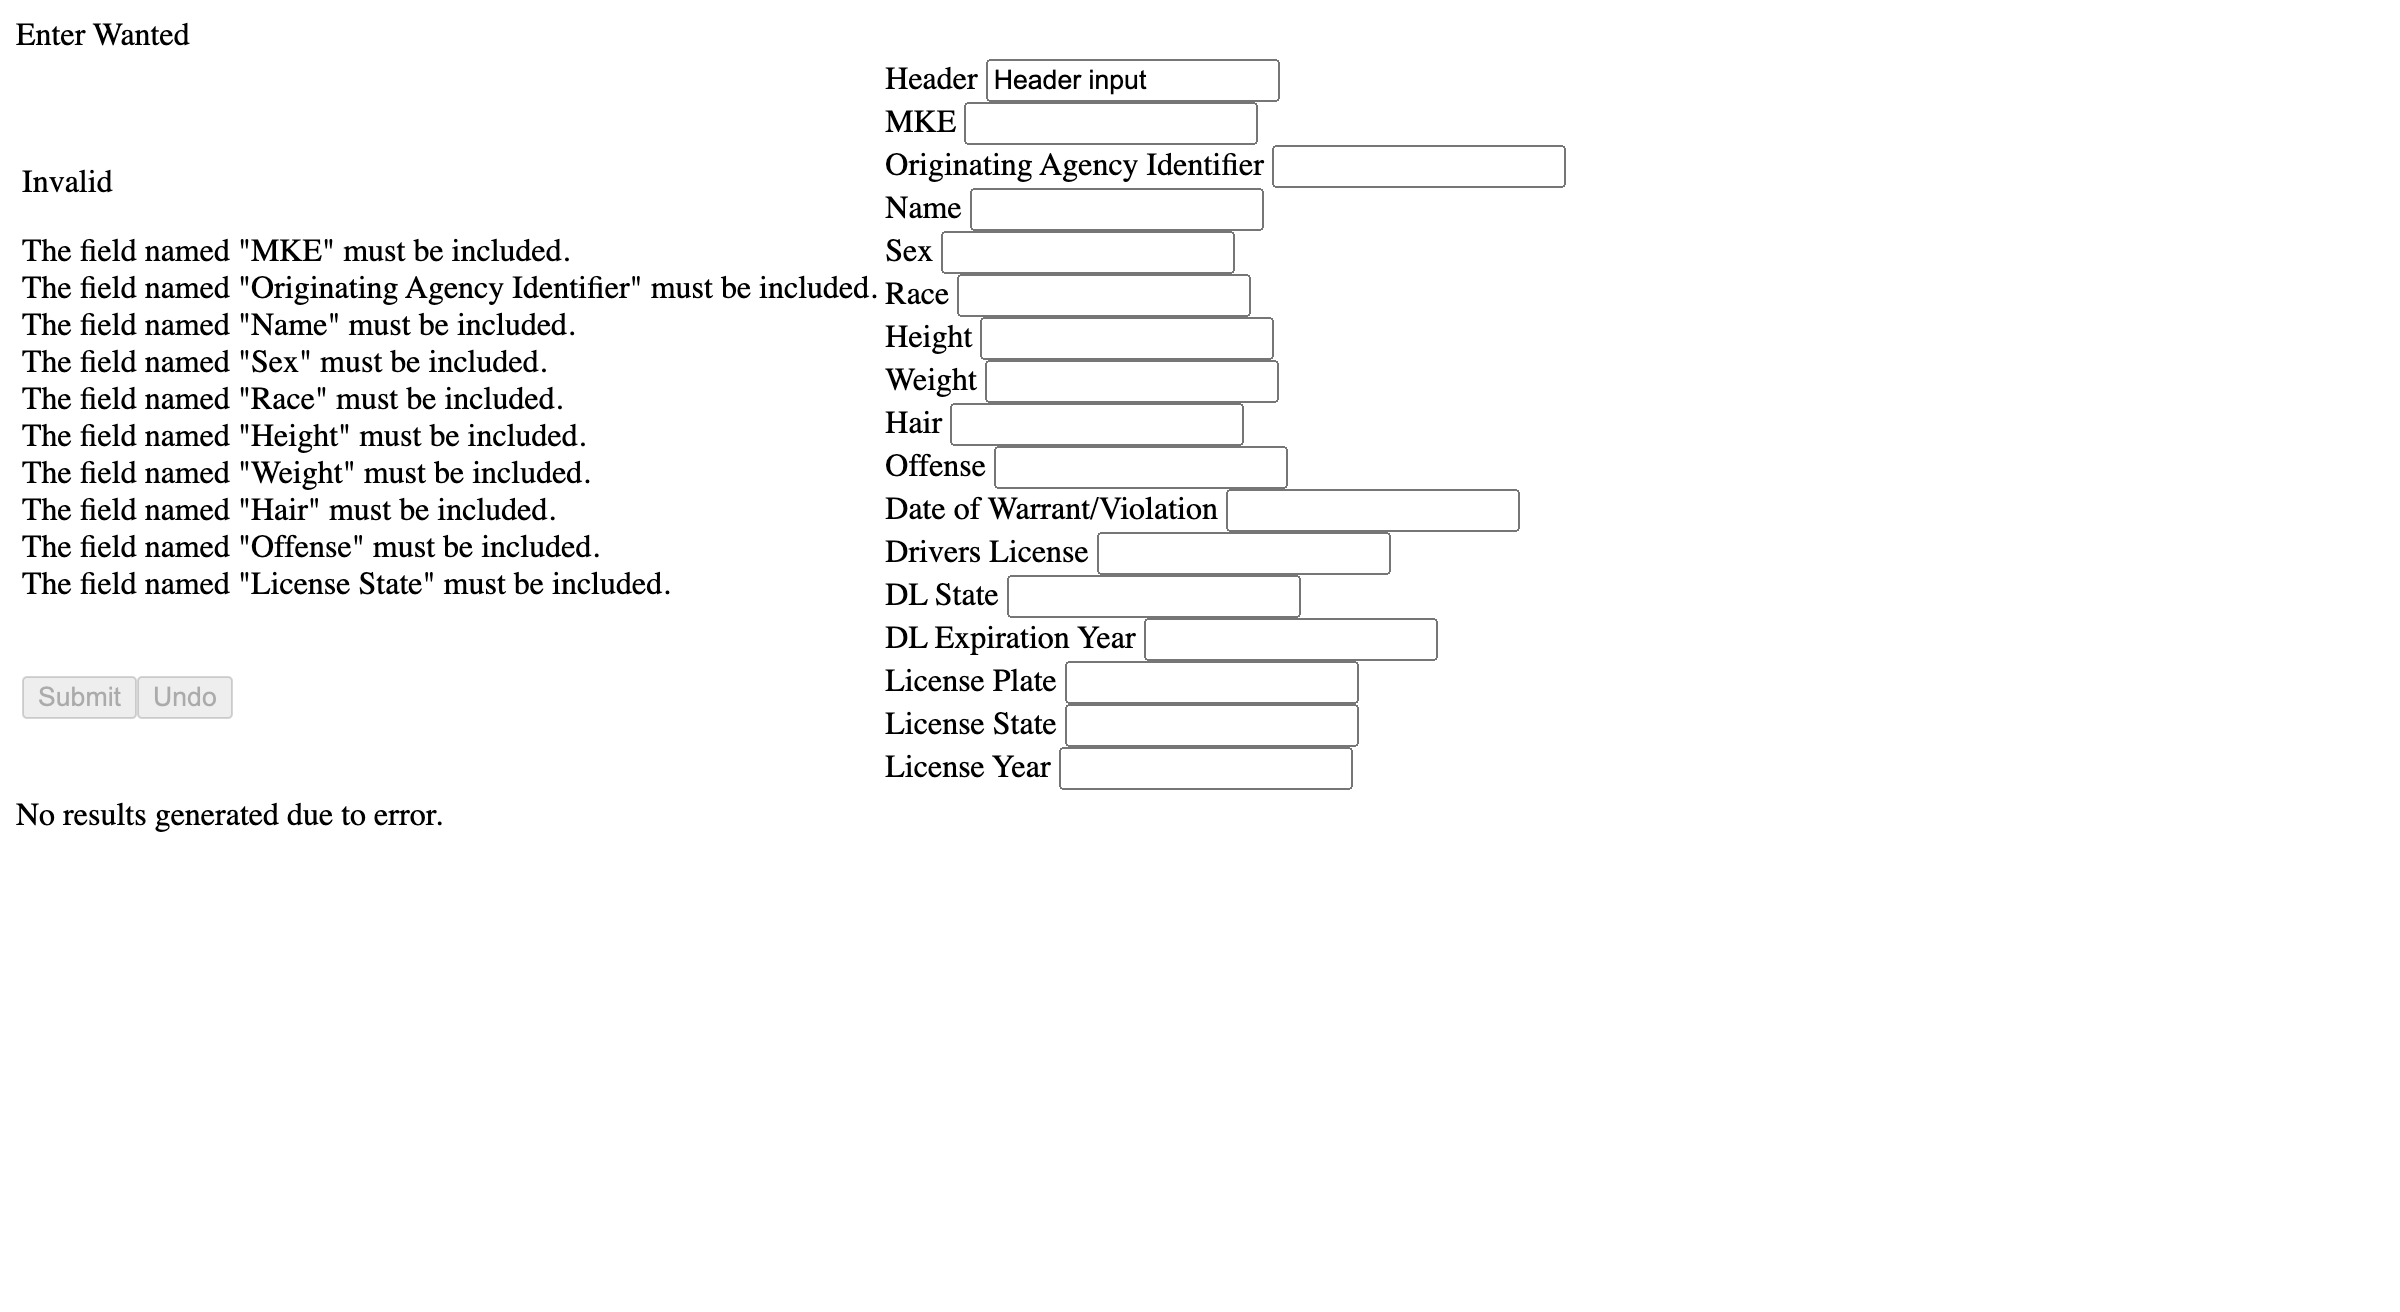 Enter Wanted
Invalid
The field named "MKE" must be included.
The field named "Originating Agency Identifier" must be included.
The field named "Name" must be included.
The field named "Sex" must be included.
The field named "Race" must be included.
The field named "Height" must be included.
The field named "Weight" must be included.
The field named "Hair" must be included.
The field named "Offense" must be included.
The field named "License State" must be included.
Submit Undo
Header Header input
MKE
Originating Agency Identifier
Name
Sex
Race
Height
Weight
Hair
Offense
Date of Warrant/Violation
Drivers License
DL State
DL Expiration Year
License Plate
License State
License Year
No results generated due to error.